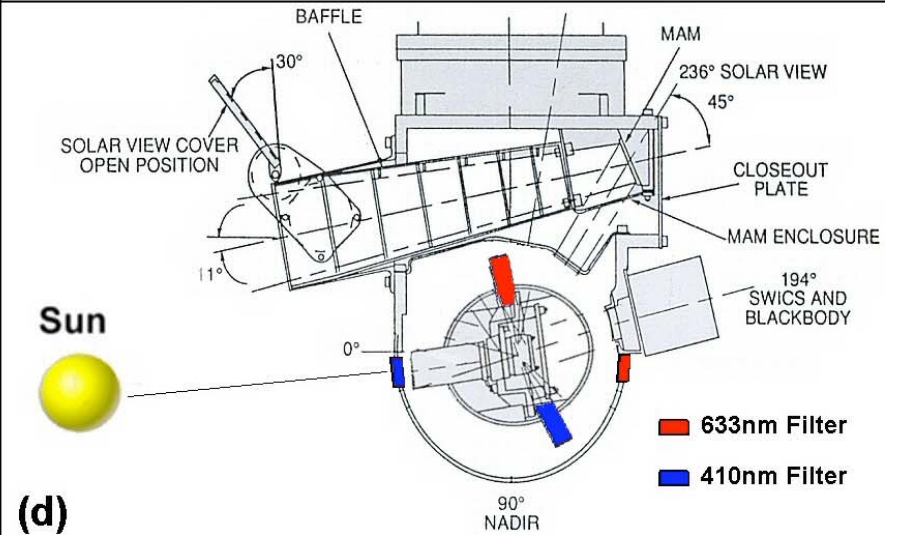 BAFFLE
MAM
30°
236° SOLAR VIEW
45°
SOLAR VIEW COVER
OPEN POSITION
CLOSEOUT
PLATE
MAM ENCLOSURE
11°
194°
SWICS AND
BLACKBODY
Sun
0°
633nm Filter
410nm Filter
90°
NADIR
(d)